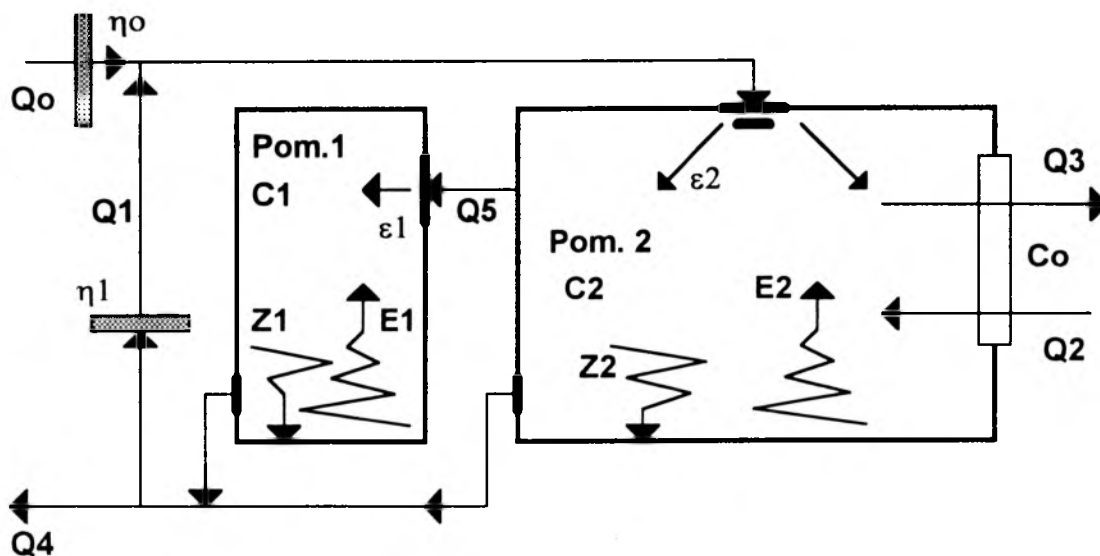 ηo
Qo
Q1
η1
Q4
Pom.1
C1
ε1
Z1
E1
Q5
ε2
Pom. 2
C2
Z2
E2
Q3
Co
Q2